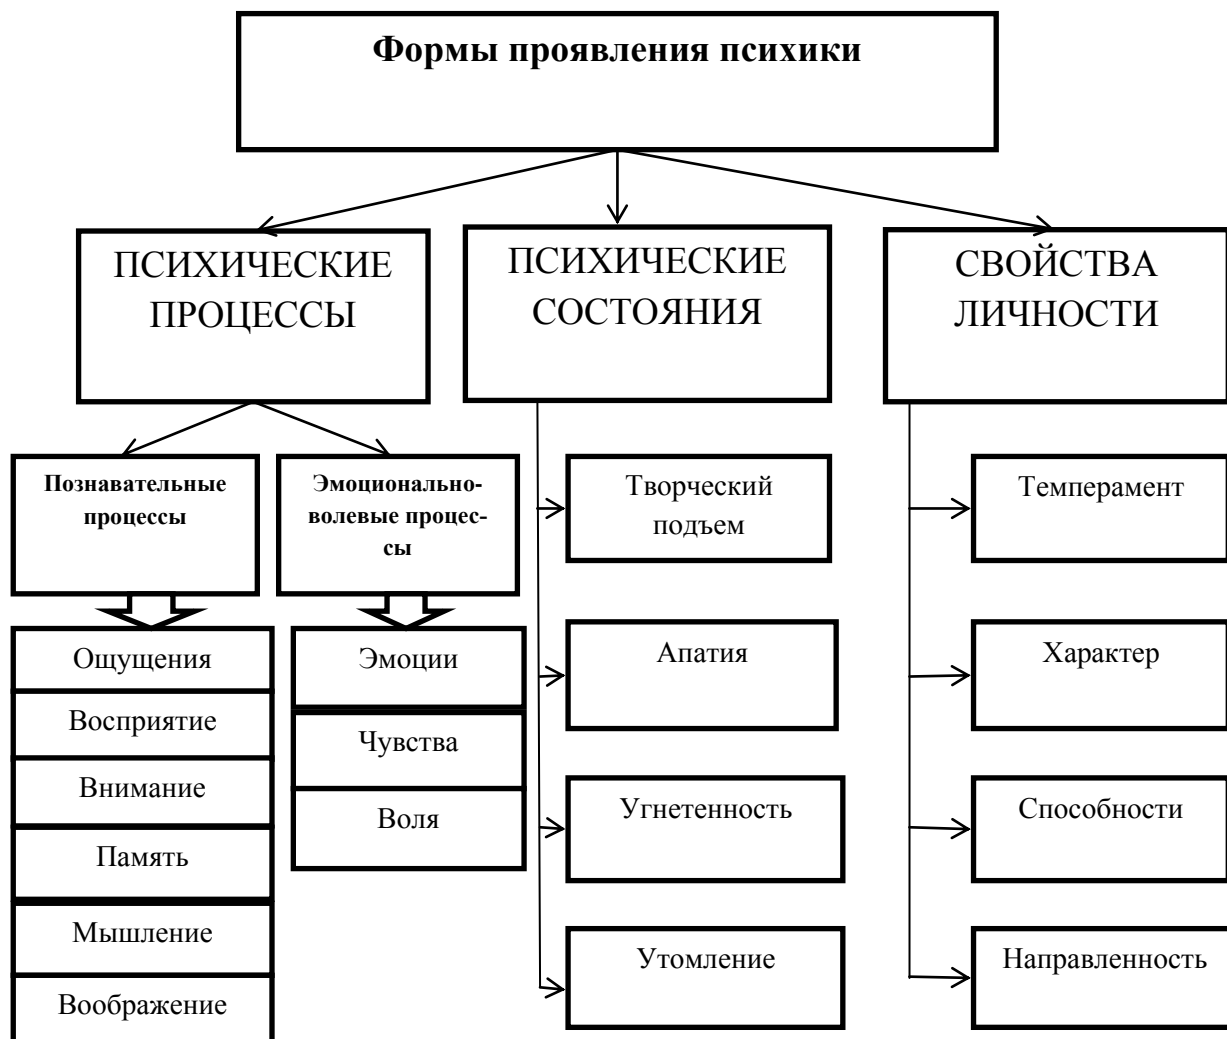 Формы проявления психики
ПСИХИЧЕСКИЕ
ПРОЦЕССЫ
ПСИХИЧЕСКИЕ
СОСТОЯНИЯ
СВОЙСТВА
ЛИЧНОСТИ
Познавательные
процессы
Эмоционально-
волевые процес-
сы
Ощущения
Восприятие
Внимание
Память
Мышление
Воображение
Эмоции
Чувства
Воля
Творческий
подъем
Апатия
Угнетенность
Утомление
Темперамент
Характер
Способности
Направленность